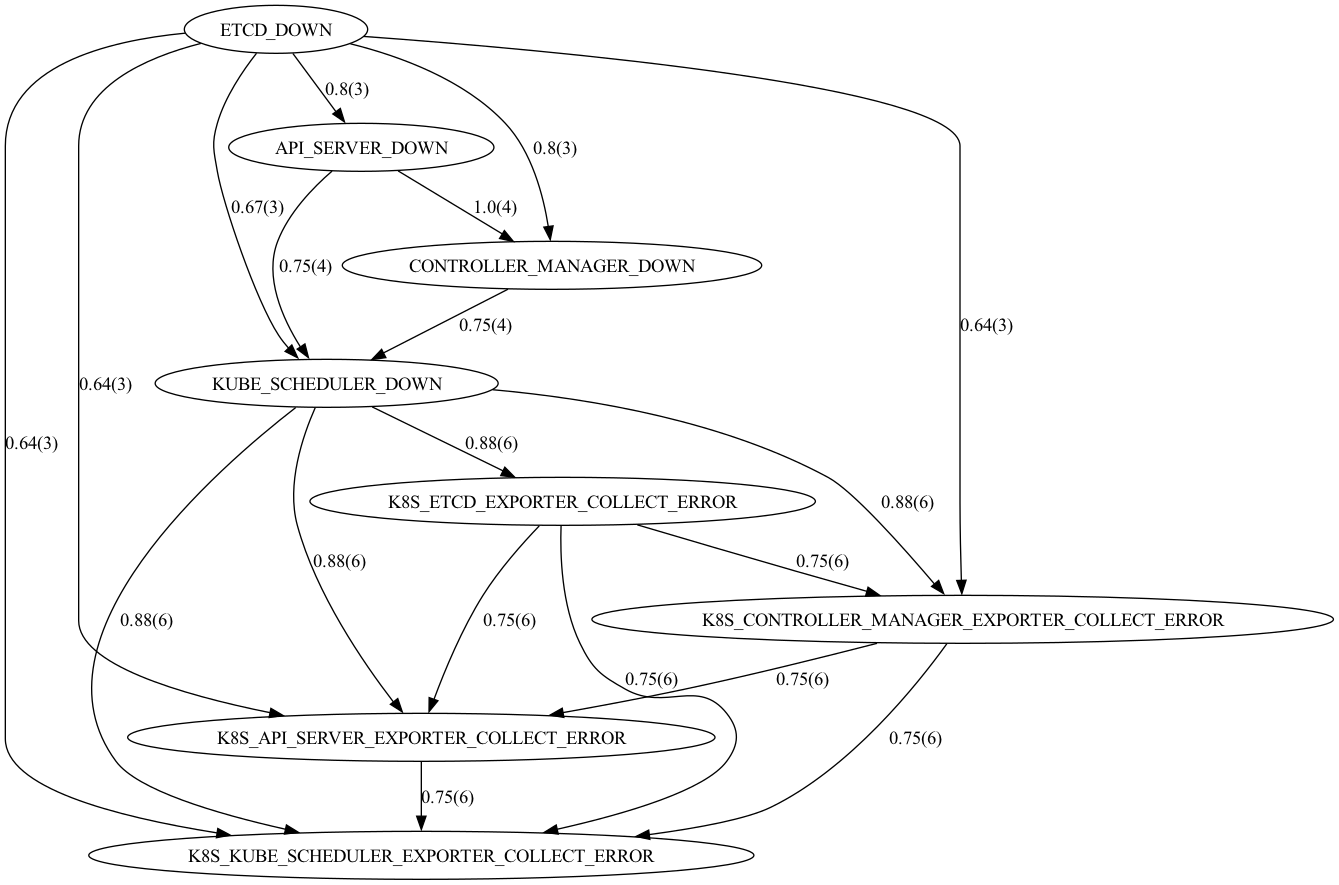 ETCD_DOWN
0.8(3)
API_SERVER_DOWN
0.8(3)
0.67(3)
1.0(4)
0.75(4)
CONTROLLER_MANAGER_DOWN
0.75(4)
0.64(3)
KUBE_SCHEDULER_DOWN
0.64(3)
0.64(3)
0.88(6)
K8S_ETCD_EXPORTER_COLLECT_ERROR
0.88(6)
0.88(6)
0.75(6)
0.88(6)
0.75(6)
K8S_CONTROLLER_MANAGER_EXPORTER_COLLECT_ERROR
0.75(6)
0.75(6)
K8S_API_SERVER_EXPORTER_COLLECT_ERROR
0.75(6)
0.75(6)
K8S_KUBE_SCHEDULER_EXPORTER_COLLECT_ERROR